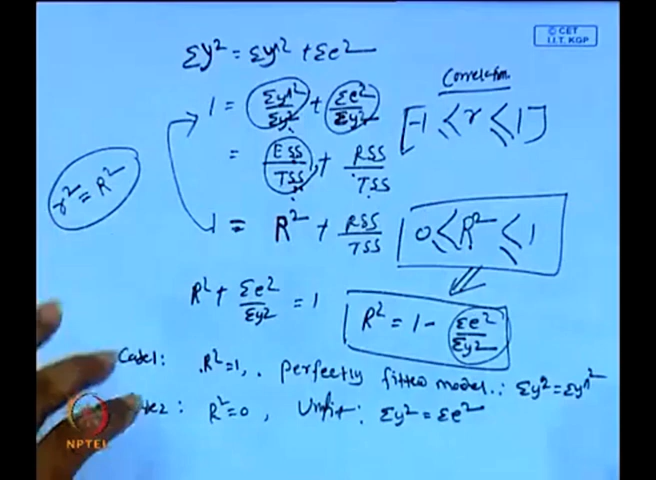 © CET
I.I.T. KGP
Σy² = Σŷ² + Σe²
Correlation
1 = Σŷ²/Σy² + Σe²/Σy²
[-1 ≤ r ≤ 1]
= ESS/TSS + RSS/TSS
r² = R²
1 = R² + RSS/TSS
0 ≤ R² ≤ 1
R² + Σe²/Σy² = 1
R² = 1 - Σe²/Σy²
Case1: R²=1, perfectly fitted model: Σy² = Σŷ²
2: R²=0, Unfit: Σy² = Σe²
NPTEL